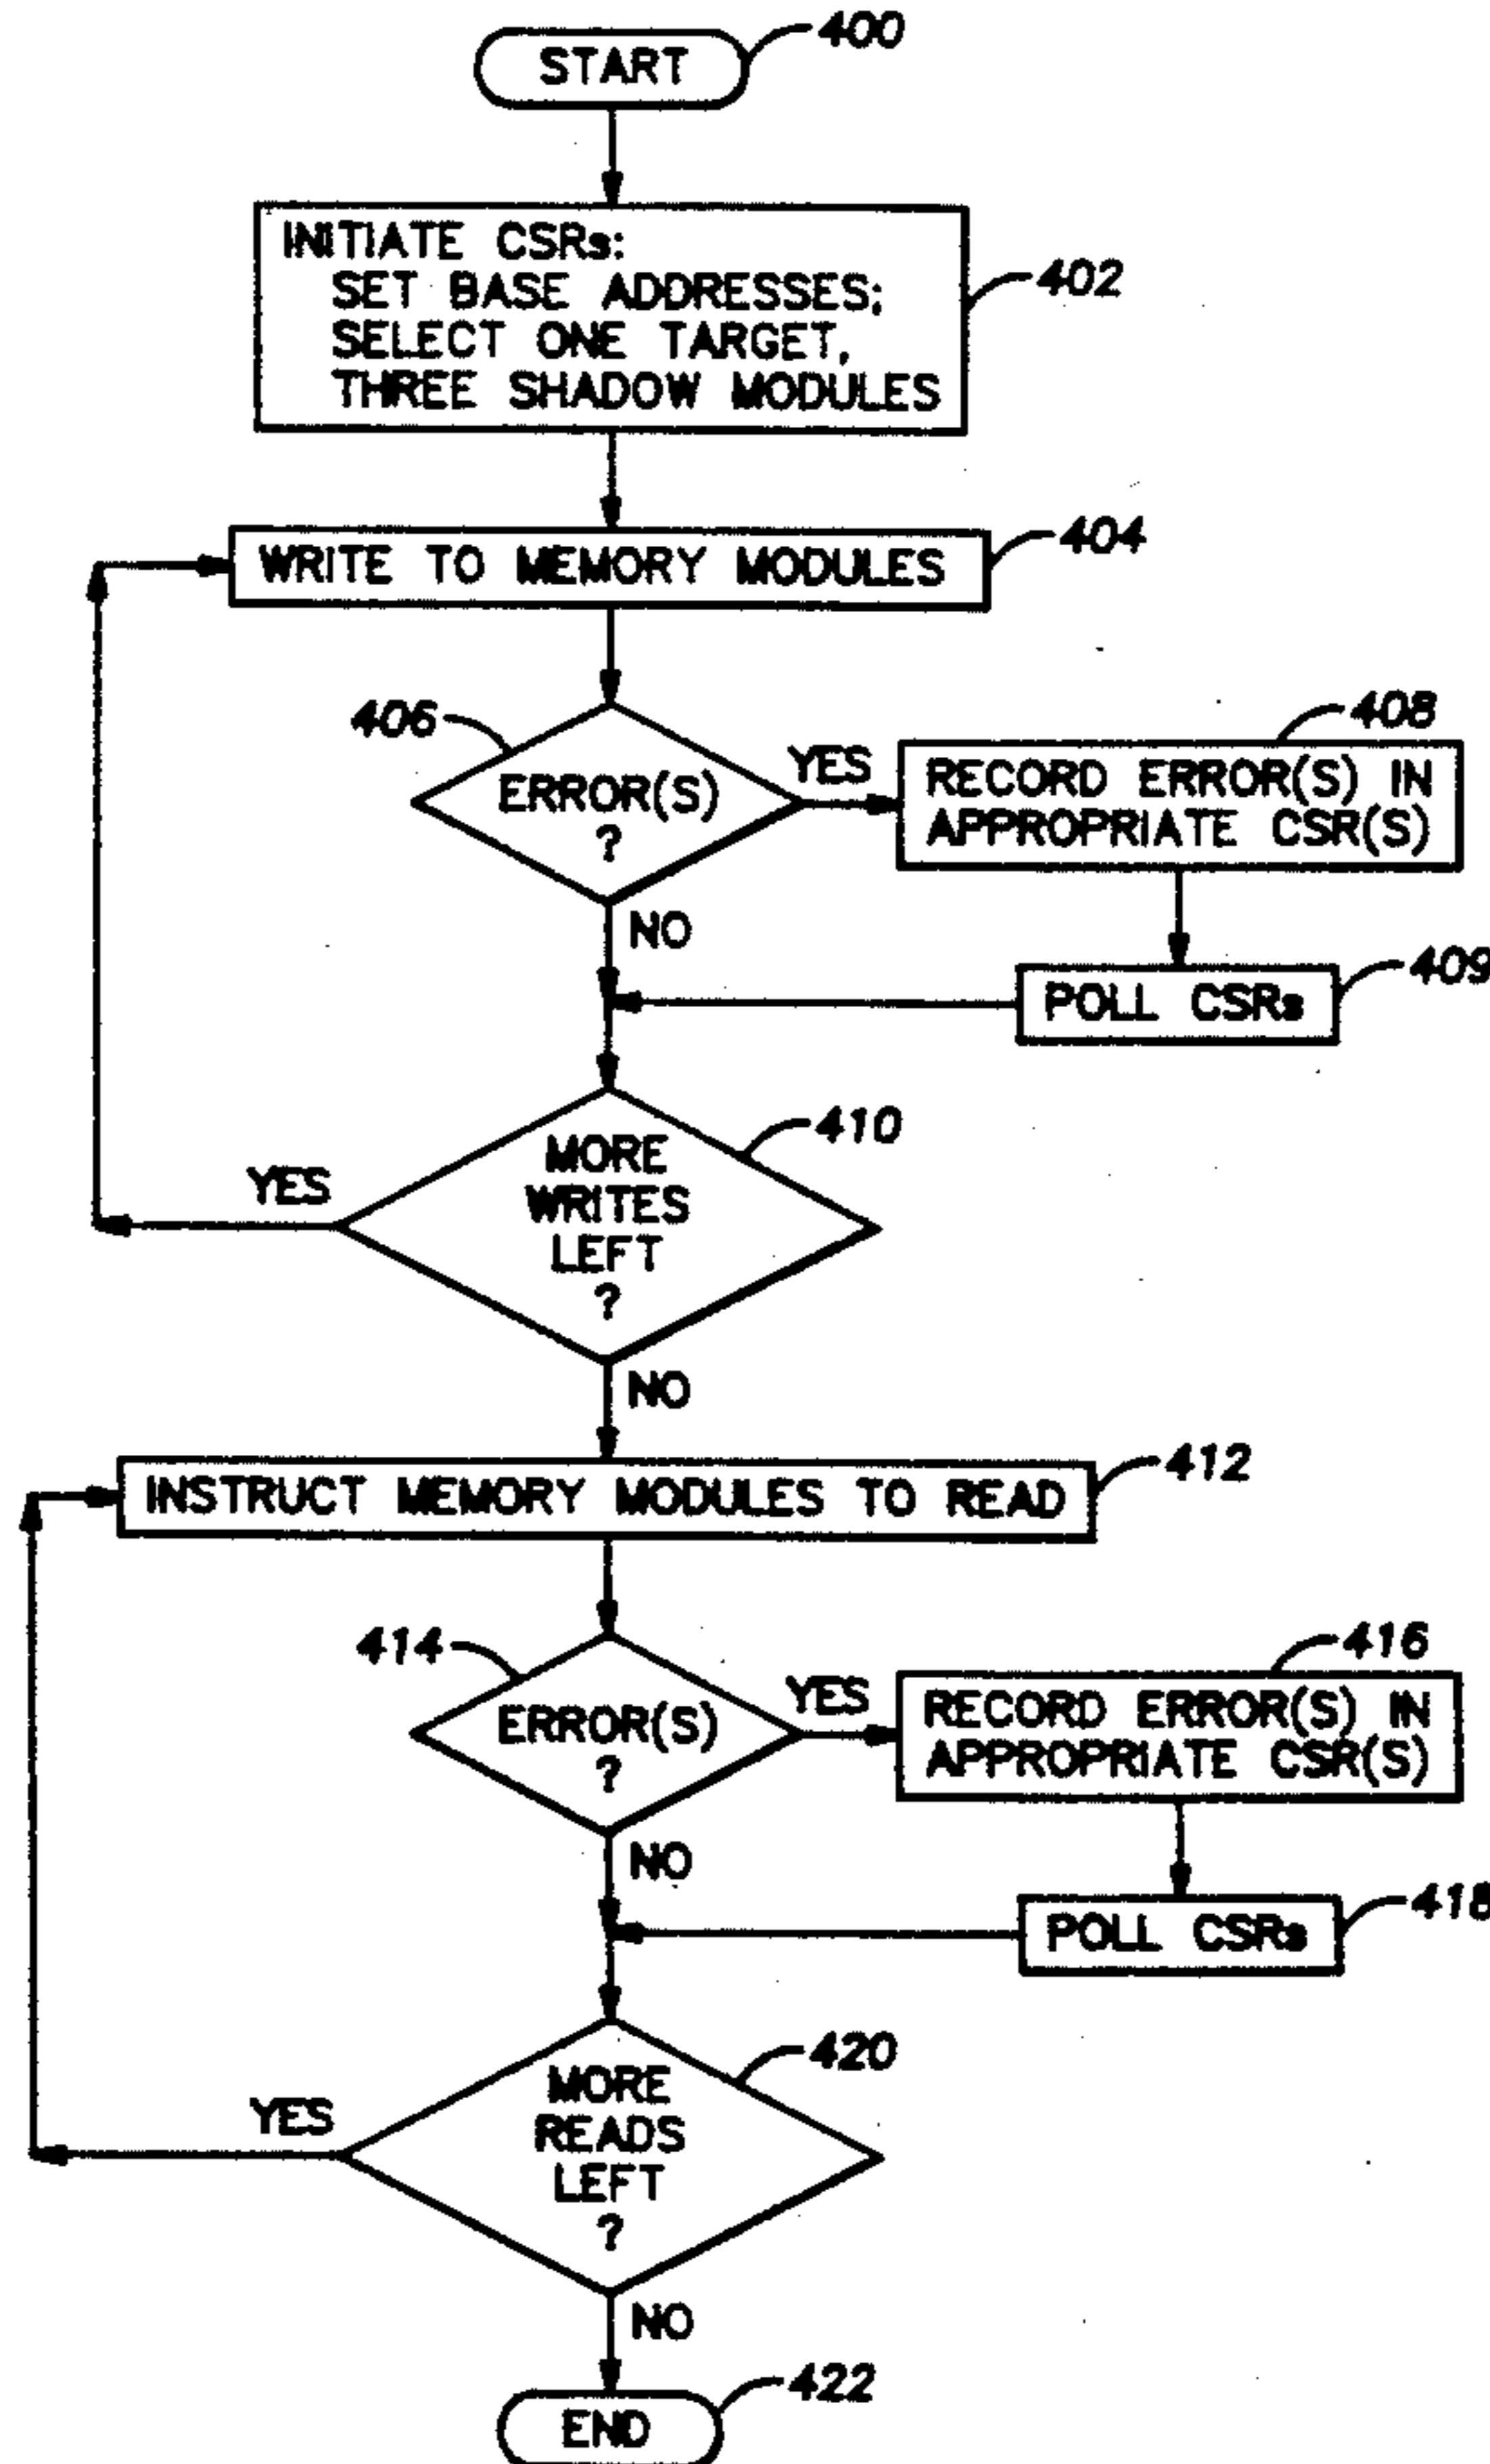 400
START
INITIATE CSRs:
SET BASE ADDRESSES;
SELECT ONE TARGET,
THREE SHADOW MODULES
402
WRITE TO MEMORY MODULES
404
406
ERROR(S)
?
YES
408
RECORD ERROR(S) IN
APPROPRIATE CSR(S)
NO
409
POLL CSRs
410
MORE
WRITES
LEFT
?
YES
NO
412
INSTRUCT MEMORY MODULES TO READ
414
ERROR(S)
?
YES
416
RECORD ERROR(S) IN
APPROPRIATE CSR(S)
NO
418
POLL CSRs
420
MORE
READS
LEFT
?
YES
NO
422
END